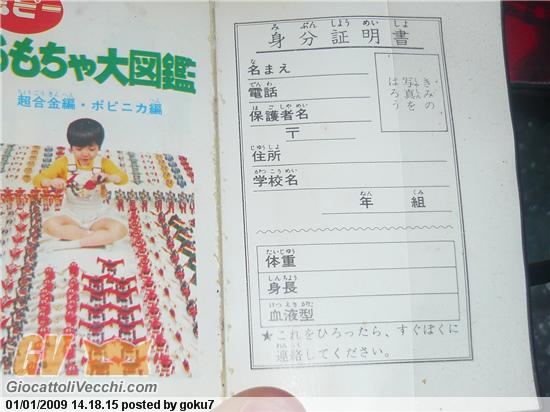 ピー
おもちゃ大図鑑
超合金編・ポピニカ編
身分証明書
名まえ
電話
保護者名
〒
住所
学校名
年 組
きみの
写真を
はろう
体重
身長
血液型
★これをひろったら、すぐぼくに
連絡してください。
GV
GiocattoliVecchi.com
01/01/2009 14.18.15 posted by goku7